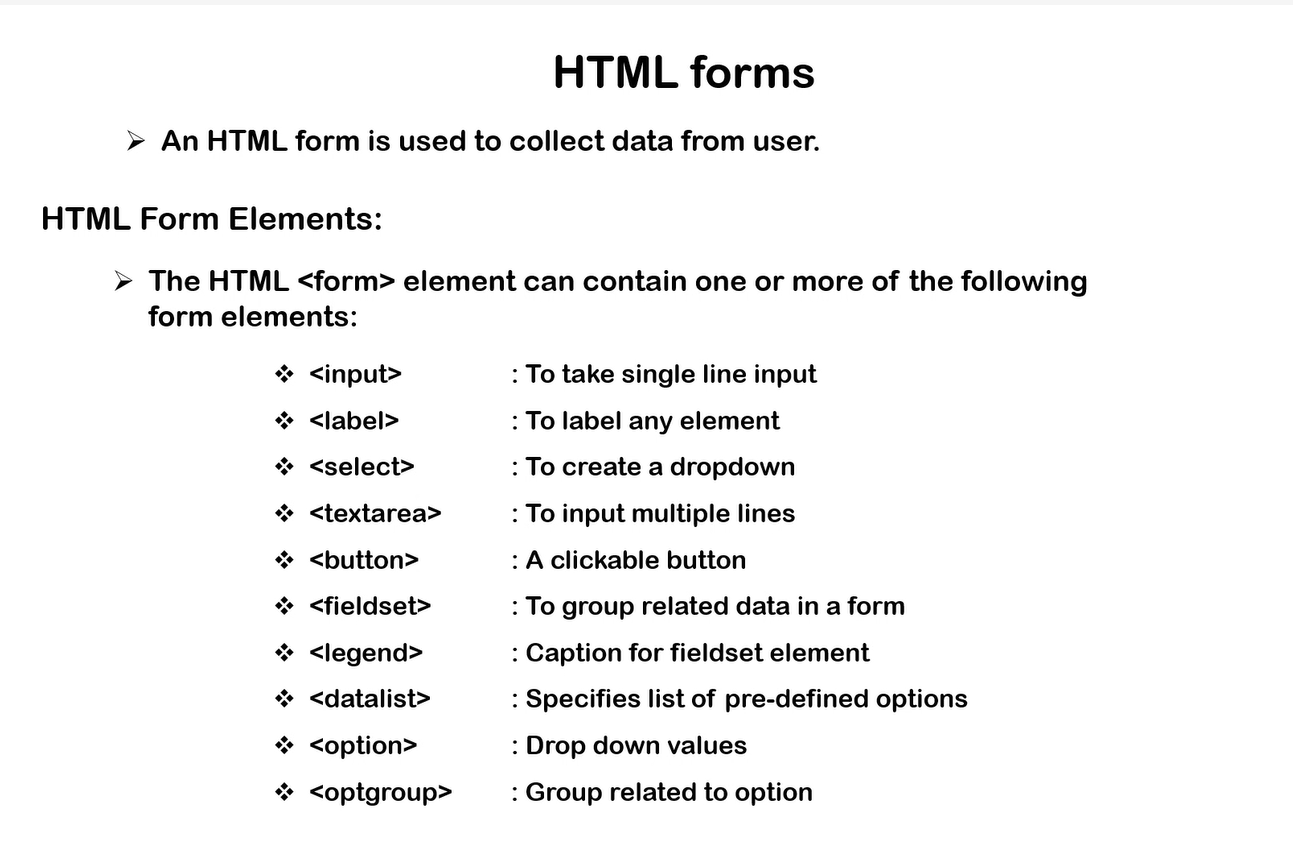 HTML forms
➢ An HTML form is used to collect data from user.
HTML Form Elements:
➢ The HTML <form> element can contain one or more of the following
form elements:
❖ <input> : To take single line input
❖ <label> : To label any element
❖ <select> : To create a dropdown
❖ <textarea> : To input multiple lines
❖ <button> : A clickable button
❖ <fieldset> : To group related data in a form
❖ <legend> : Caption for fieldset element
❖ <datalist> : Specifies list of pre-defined options
❖ <option> : Drop down values
❖ <optgroup> : Group related to option